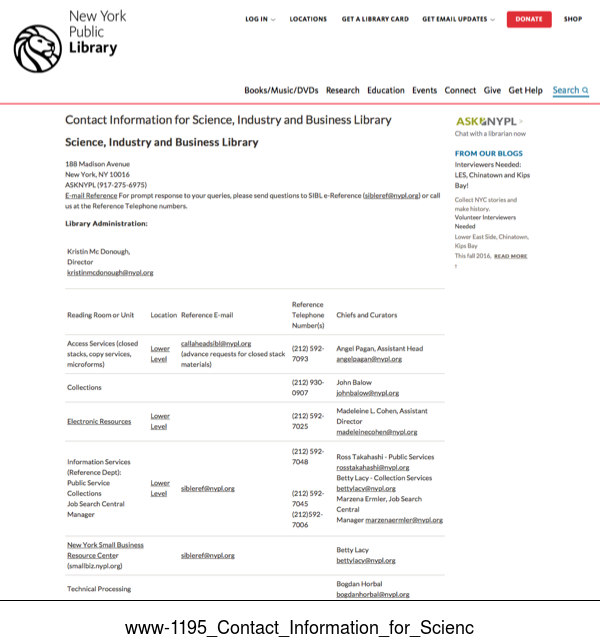 New York
Public
Library
LOG IN
LOCATIONS
GET A LIBRARY CARD
GET EMAIL UPDATES
DONATE
SHOP
Books/Music/DVDs Research Education Events Connect Give Get Help Search
Contact Information for Science, Industry and Business Library
Science, Industry and Business Library
188 Madison Avenue
New York, NY 10016
ASKNYPL (917-275-6975)
E-mail Reference For prompt response to your queries, please send questions to SIBL e-Reference (sibleref@nypl.org) or call
us at the Reference Telephone numbers.
Library Administration:
Kristin Mc Donough,
Director
kristinmcdonough@nypl.org
ASK NYPL >
Chat with a librarian now
FROM OUR BLOGS
Interviewers Needed:
LES, Chinatown and Kips
Bay!
Collect NYC stories and
make history.
Volunteer Interviewers
Needed
Lower East Side, Chinatown,
Kips Bay
This fall 2016, READ MORE
Reading Room or Unit
Location
Reference E-mail
Reference
Telephone
Number(s)
Chiefs and Curators
Access Services (closed
stacks, copy services,
microforms)
Lower
Level
callaheadsibl@nypl.org
(advance requests for closed stack
materials)
(212) 592-
7093
Angel Pagan, Assistant Head
angelpagan@nypl.org
Collections
(212) 930-
0907
John Balow
johnbalow@nypl.org
Electronic Resources
Lower
Level
(212) 592-
7025
Madeleine L. Cohen, Assistant
Director
madeleinecohen@nypl.org
Information Services
(Reference Dept):
Public Service
Collections
Job Search Central
Manager
Lower
Level
sibleref@nypl.org
(212) 592-
7048
(212) 592-
7045
(212)592-
7006
Ross Takahashi - Public Services
rosstakahashi@nypl.org
Betty Lacy - Collection Services
bettylacy@nypl.org
Marzena Ermler, Job Search
Central
Manager marzenaermler@nypl.org
New York Small Business
Resource Center
(smallbiz.nypl.org)
sibleref@nypl.org
Betty Lacy
bettylacy@nypl.org
Technical Processing
Bogdan Horbal
bogdanhorbal@nypl.org
www-1195_Contact_Information_for_Scienc